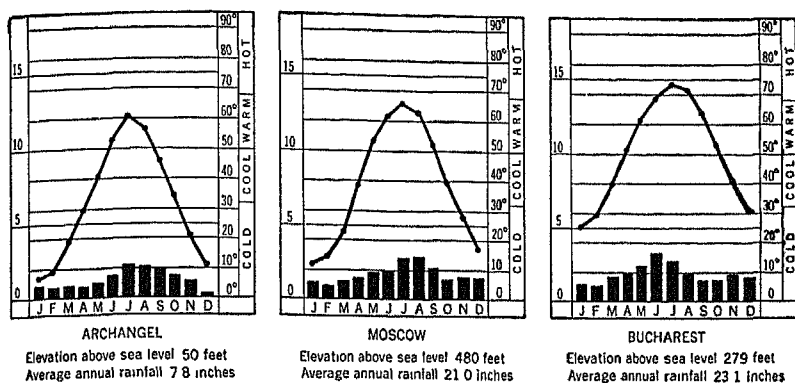 90° 80 70 60° 50 40 30 20 10° 0°
HOT
WARM
COOL
COLD
15 10 5 0
J F M A M J J A S O N D
ARCHANGEL
Elevation above sea level 50 feet
Average annual rainfall 7 8 inches
90° 80 70 60° 50 40° 30 20 10° 0°
HOT
WARM
COOL
COLD
15 10 5 0
J F M A M J J A S O N D
MOSCOW
Elevation above sea level 480 feet
Average annual rainfall 21 0 inches
90° 80 70 60° 50 40 30° 20 10° 0°
HOT
WARM
COOL
COLD
15 10 5 0
J F M A M J J A S O N D
BUCHAREST
Elevation above sea level 279 feet
Average annual rainfall 23 1 inches